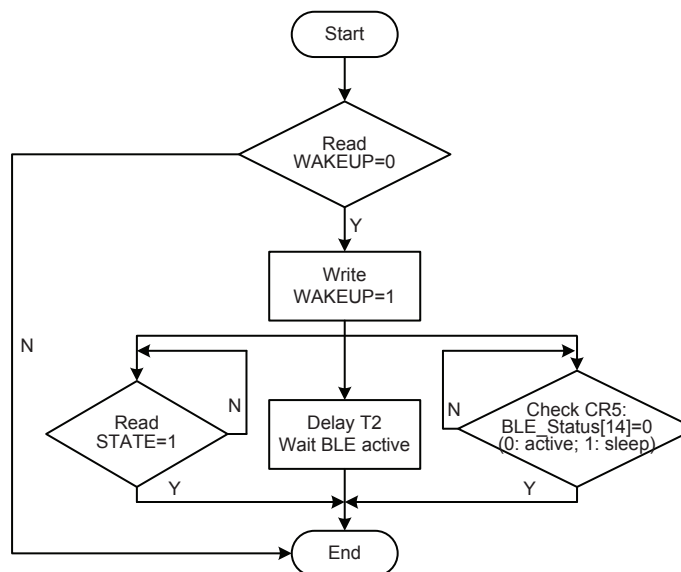 Start
Read
WAKEUP=0
Y
Write
WAKEUP=1
N
Read
STATE=1
N
Delay T2
Wait BLE active
N
Check CR5:
BLE_Status[14]=0
(0: active; 1: sleep)
Y
Y
End